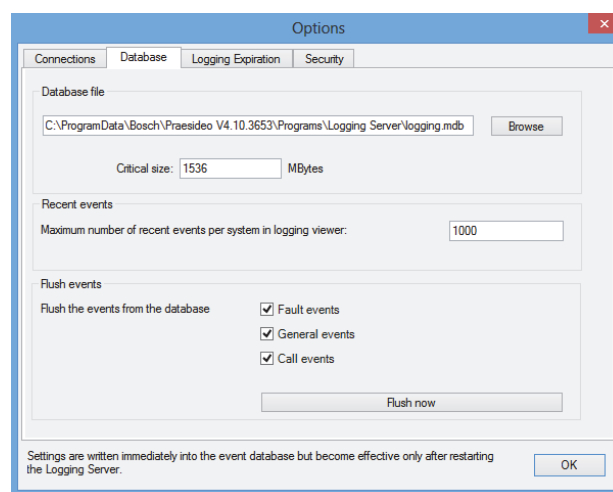 Options
Connections
Database
Logging Expiration
Security
Database file
C:\ProgramData\Bosch\Praesideo V4.10.3653\Programs\Logging Server\logging.mdb
Browse
Critical size:
1536
MBytes
Recent events
Maximum number of recent events per system in logging viewer:
1000
Flush events
Flush the events from the database
Fault events
General events
Call events
Flush now
Settings are written immediately into the event database but become effective only after restarting
the Logging Server.
OK